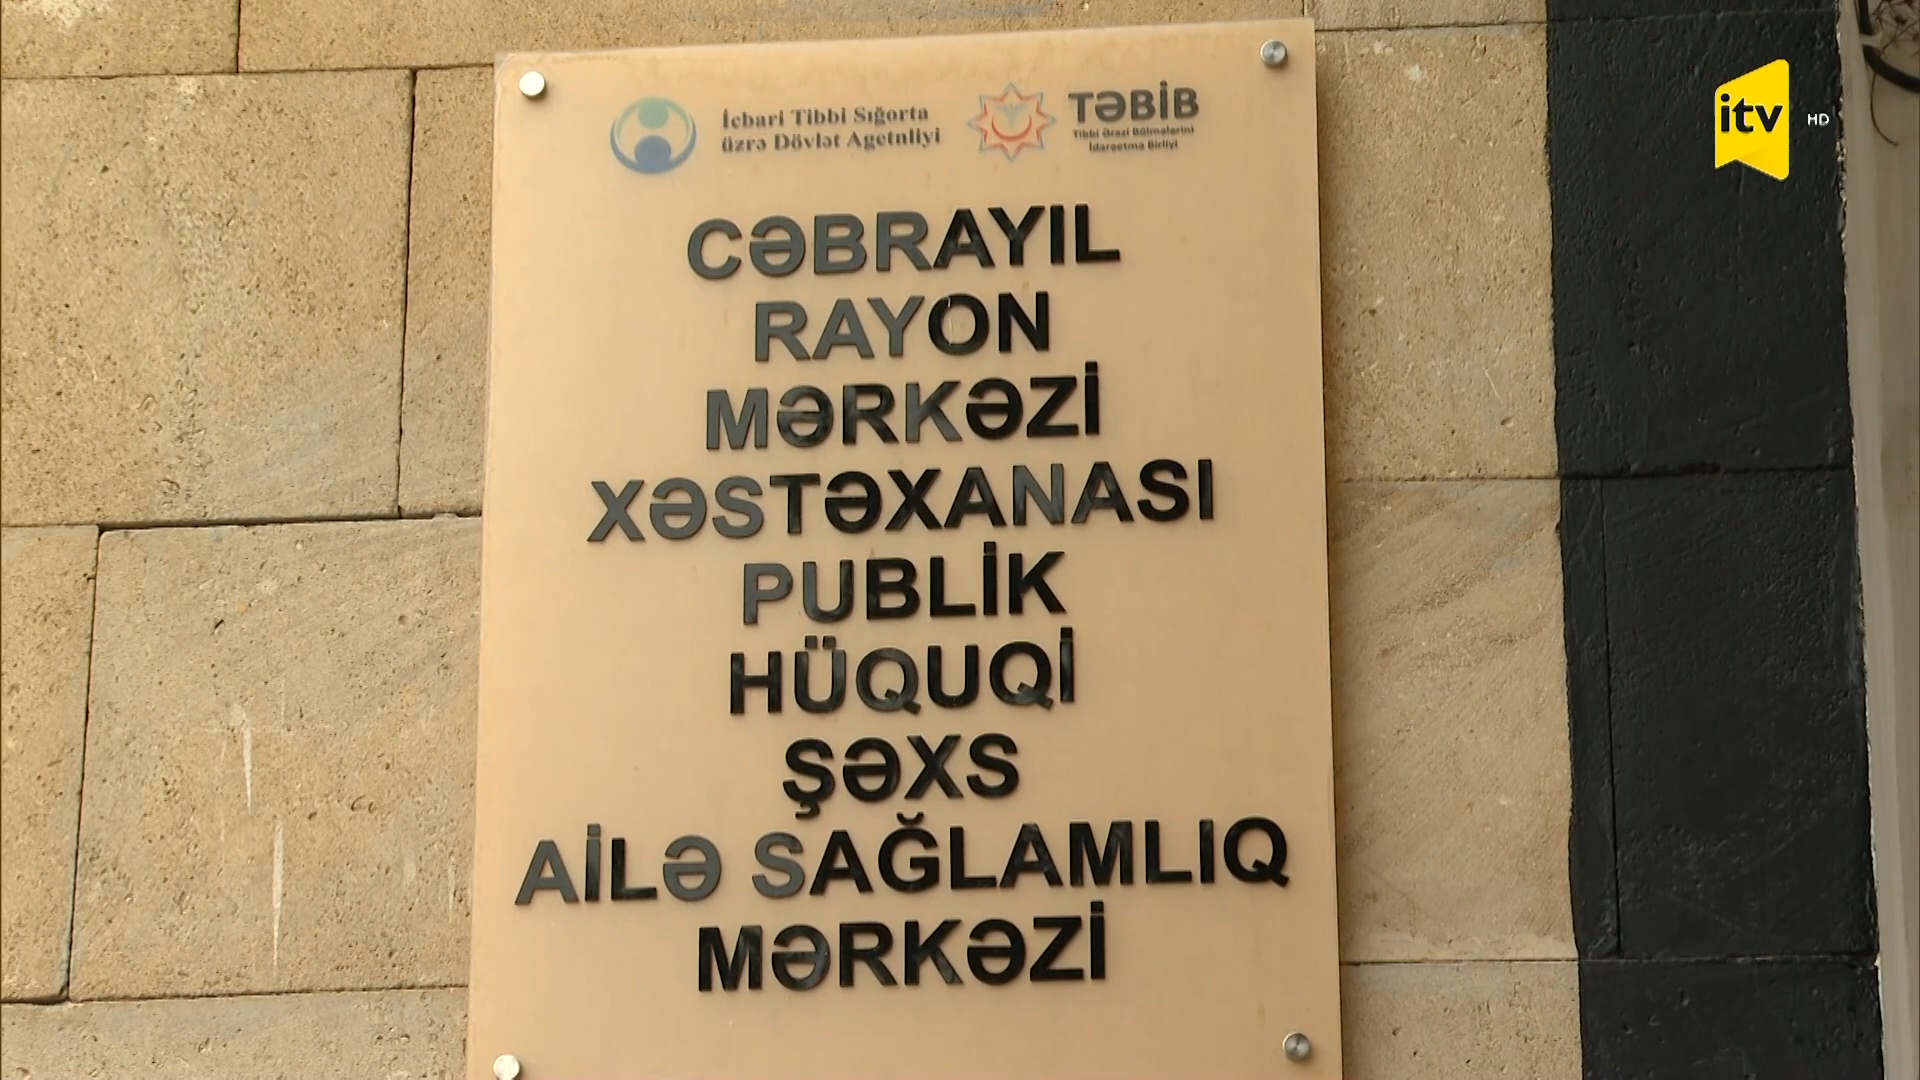 İcbari Tibbi Sığorta
üzrə Dövlət Agetnliyi
TƏBİB
Tibbi Ərazi Bölmələrini
İdarəetmə Birliyi
itv HD
CƏBRAYIL
RAYON
MƏRKƏZİ
XƏSTƏXANASI
PUBLİK
HÜQUQİ
ŞƏXS
AİLƏ SAĞLAMLIQ
MƏRKƏZİ